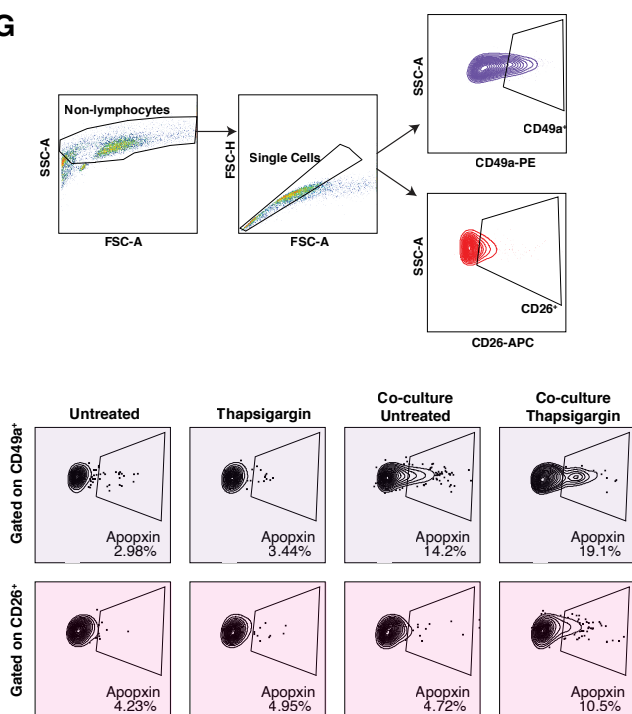 G
Non-lymphocytes
SSC-A
FSC-A
Single Cells
FSC-H
FSC-A
SSC-A
CD49a⁺
CD49a-PE
SSC-A
CD26⁺
CD26-APC
Untreated
Thapsigargin
Co-culture
Untreated
Co-culture
Thapsigargin
Gated on CD49a⁺
Apopxin
2.98%
Apopxin
3.44%
Apopxin
14.2%
Apopxin
19.1%
Gated on CD26⁺
Apopxin
4.23%
Apopxin
4.95%
Apopxin
4.72%
Apopxin
10.5%